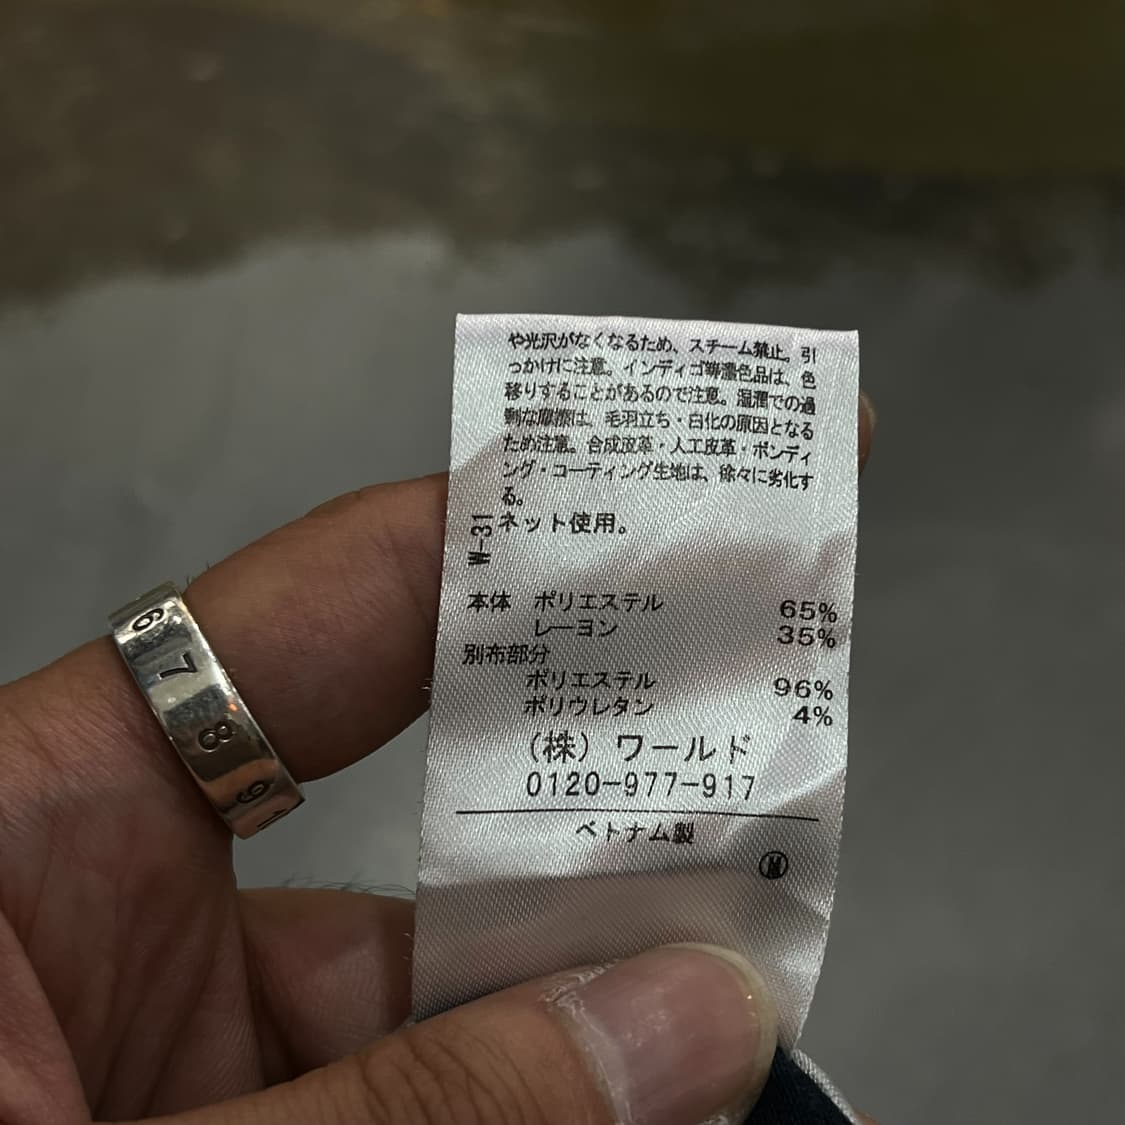 や光沢がなくなるため、スチーム禁止。引
っかけに注意。インディゴ等濃色品は、色
移りすることがあるので注意。湿潤での過
剰な摩擦は、毛羽立ち・白化の原因となる
ため注意。合成皮革・人工皮革・ボンディ
ング・コーティング生地は、徐々に劣化す
る。
ネット使用。
W-31
本体 ポリエステル 65%
レーヨン 35%
別布部分
ポリエステル 96%
ポリウレタン 4%
(株) ワールド
0120-977-917
ベトナム製
M
6 7 8 9 1